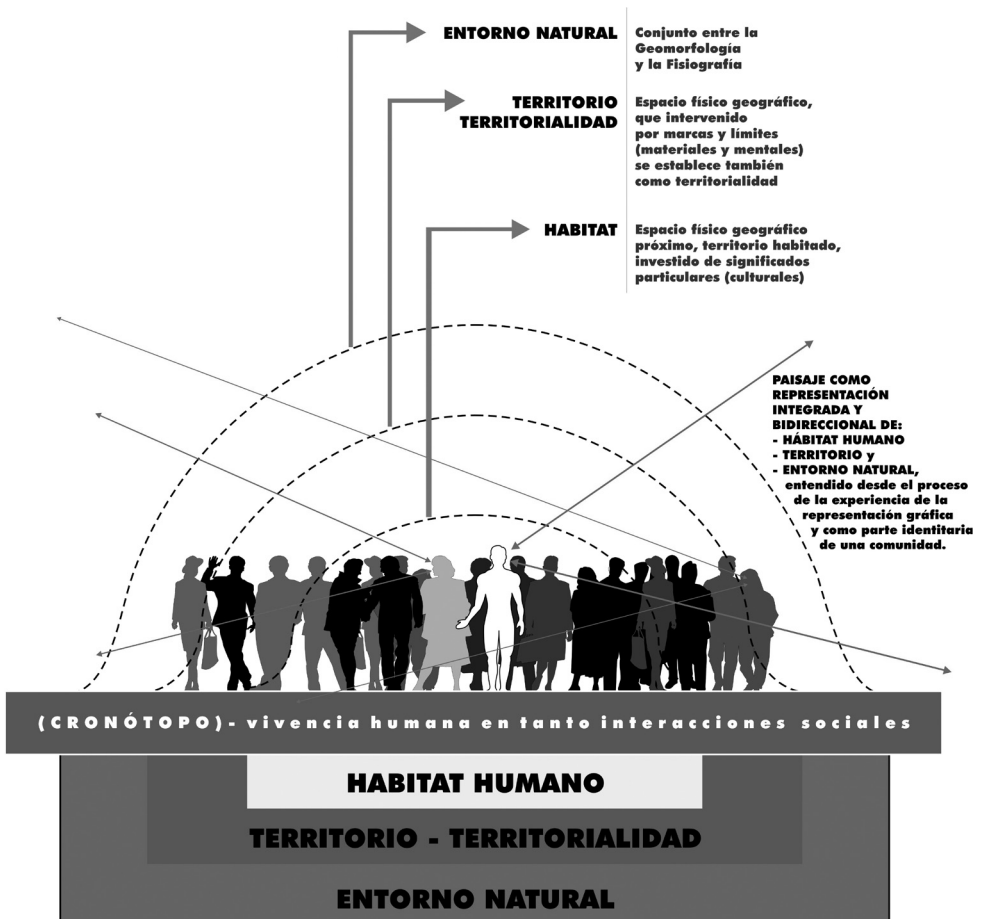 ENTORNO NATURAL
Conjunto entre la
Geomorfología
y la Fisiografía
TERRITORIO
TERRITORIALIDAD
Espacio físico geográfico,
que intervenido
por marcas y límites
(materiales y mentales)
se establece también
como territorialidad
HABITAT
Espacio físico geográfico
próximo, territorio habitado,
investido de significados
particulares (culturales)
PAISAJE COMO
REPRESENTACIÓN
INTEGRADA Y
BIDIRECCIONAL DE:
- HÁBITAT HUMANO
- TERRITORIO y
- ENTORNO NATURAL,
entendido desde el proceso
de la experiencia de la
representación gráfica
y como parte identitaria
de una comunidad.
(CRONÓTOPO)- vivencia humana en tanto interacciones sociales
HABITAT HUMANO
TERRITORIO - TERRITORIALIDAD
ENTORNO NATURAL